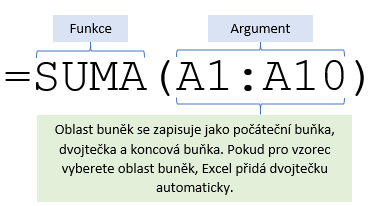 Funkce Argument
=SUMA(A1:A10)
Oblast buněk se zapisuje jako počáteční buňka,
dvojtečka a koncová buňka. Pokud pro vzorec
vyberete oblast buněk, Excel přidá dvojtečku
automaticky.